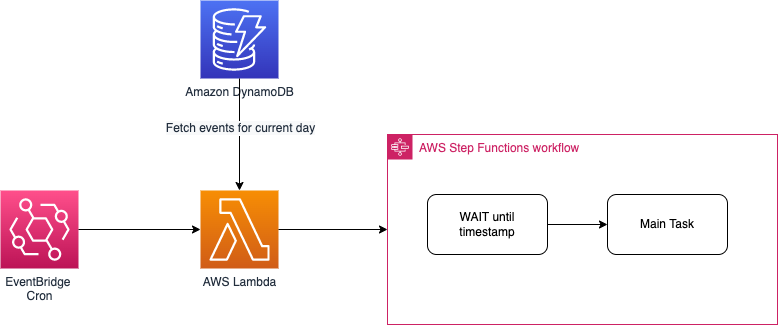 Amazon DynamoDB
Fetch events for current day
AWS Step Functions workflow
WAIT until
timestamp
Main Task
EventBridge
Cron
AWS Lambda